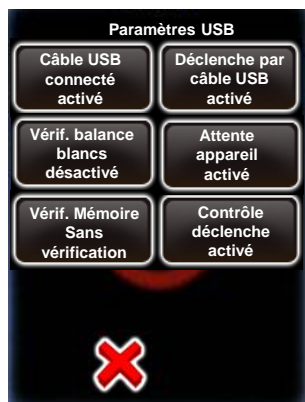 Paramètres USB
Câble USB
connecté
activé
Déclenche par
câble USB
activé
Vérif. balance
blancs
désactivé
Attente
appareil
activé
Vérif. Mémoire
Sans
vérification
Contrôle
déclenche
activé